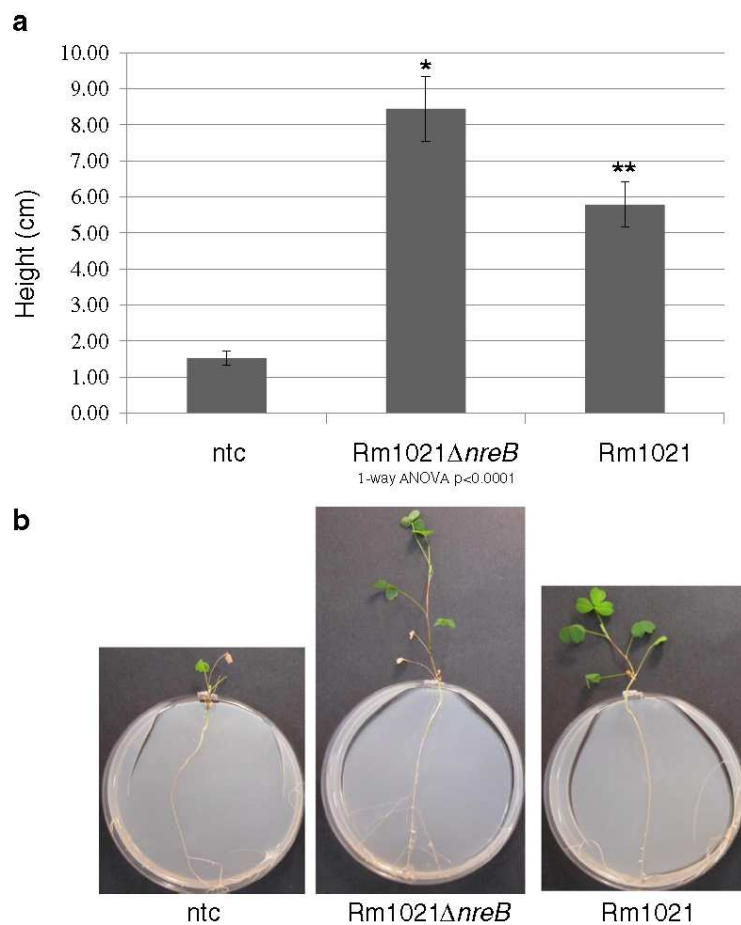 a
10.00
9.00
8.00
7.00
6.00
5.00
4.00
3.00
2.00
1.00
0.00
Height (cm)
*
**
ntc
Rm1021ΔnreB
Rm1021
1-way ANOVA p<0.0001
b
ntc
Rm1021ΔnreB
Rm1021